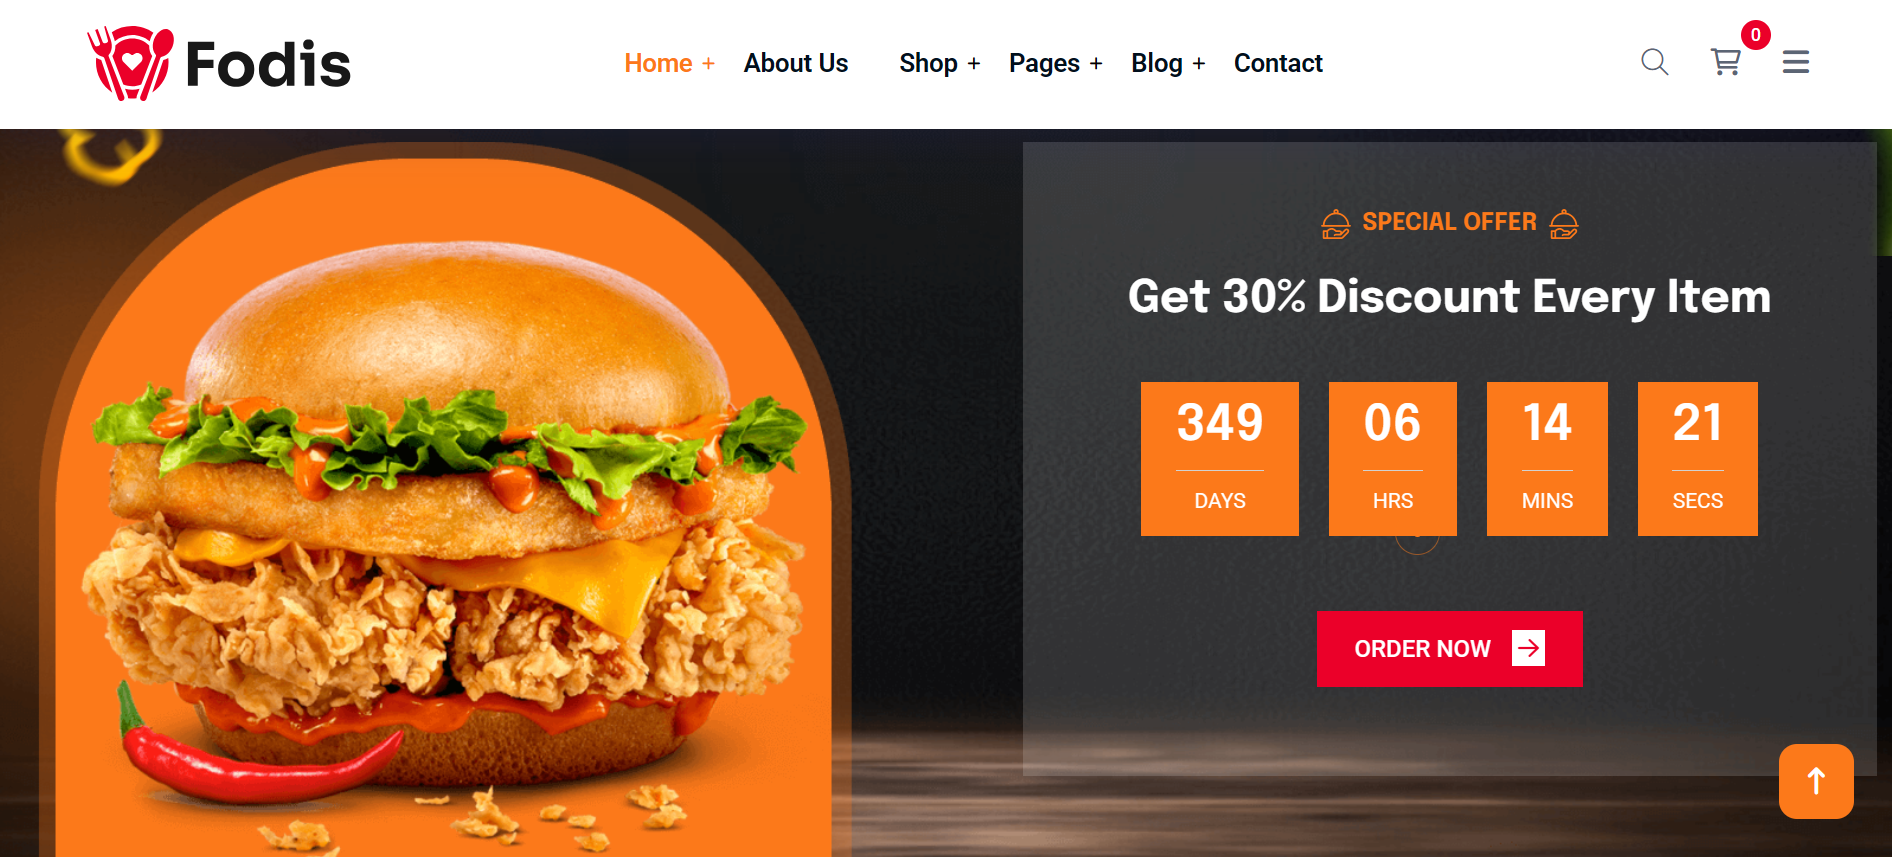 Fodis
Home + About Us Shop + Pages + Blog + Contact
0
SPECIAL OFFER
Get 30% Discount Every Item
349 06 14 21
DAYS HRS MINS SECS
ORDER NOW